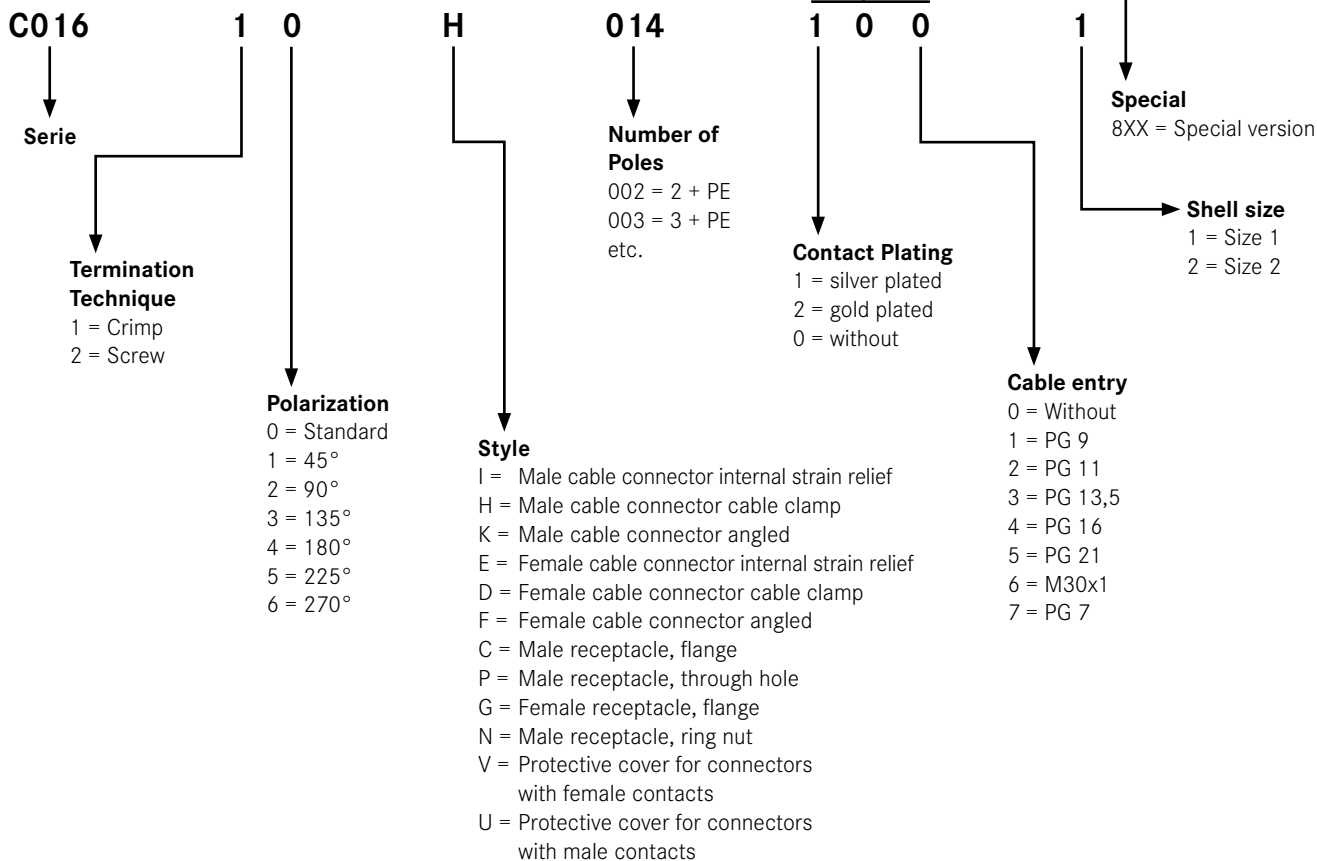 C016 1 0 H 014 1 0 0 1
Serie
Termination
Technique
1 = Crimp
2 = Screw
Polarization
0 = Standard
1 = 45°
2 = 90°
3 = 135°
4 = 180°
5 = 225°
6 = 270°
Style
I = Male cable connector internal strain relief
H = Male cable connector cable clamp
K = Male cable connector angled
E = Female cable connector internal strain relief
D = Female cable connector cable clamp
F = Female cable connector angled
C = Male receptacle, flange
P = Male receptacle, through hole
G = Female receptacle, flange
N = Male receptacle, ring nut
V = Protective cover for connectors
with female contacts
U = Protective cover for connectors
with male contacts
Number of
Poles
002 = 2 + PE
003 = 3 + PE
etc.
Contact Plating
1 = silver plated
2 = gold plated
0 = without
Cable entry
0 = Without
1 = PG 9
2 = PG 11
3 = PG 13,5
4 = PG 16
5 = PG 21
6 = M30x1
7 = PG 7
Shell size
1 = Size 1
2 = Size 2
Special
8XX = Special version